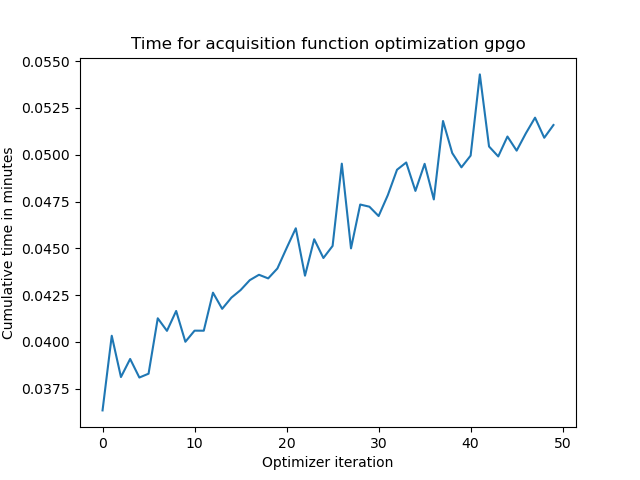 Time for acquisition function optimization gpgo
0.0550
0.0525
0.0500
0.0475
0.0450
0.0425
0.0400
0.0375
Cumulative time in minutes
0 10 20 30 40 50
Optimizer iteration